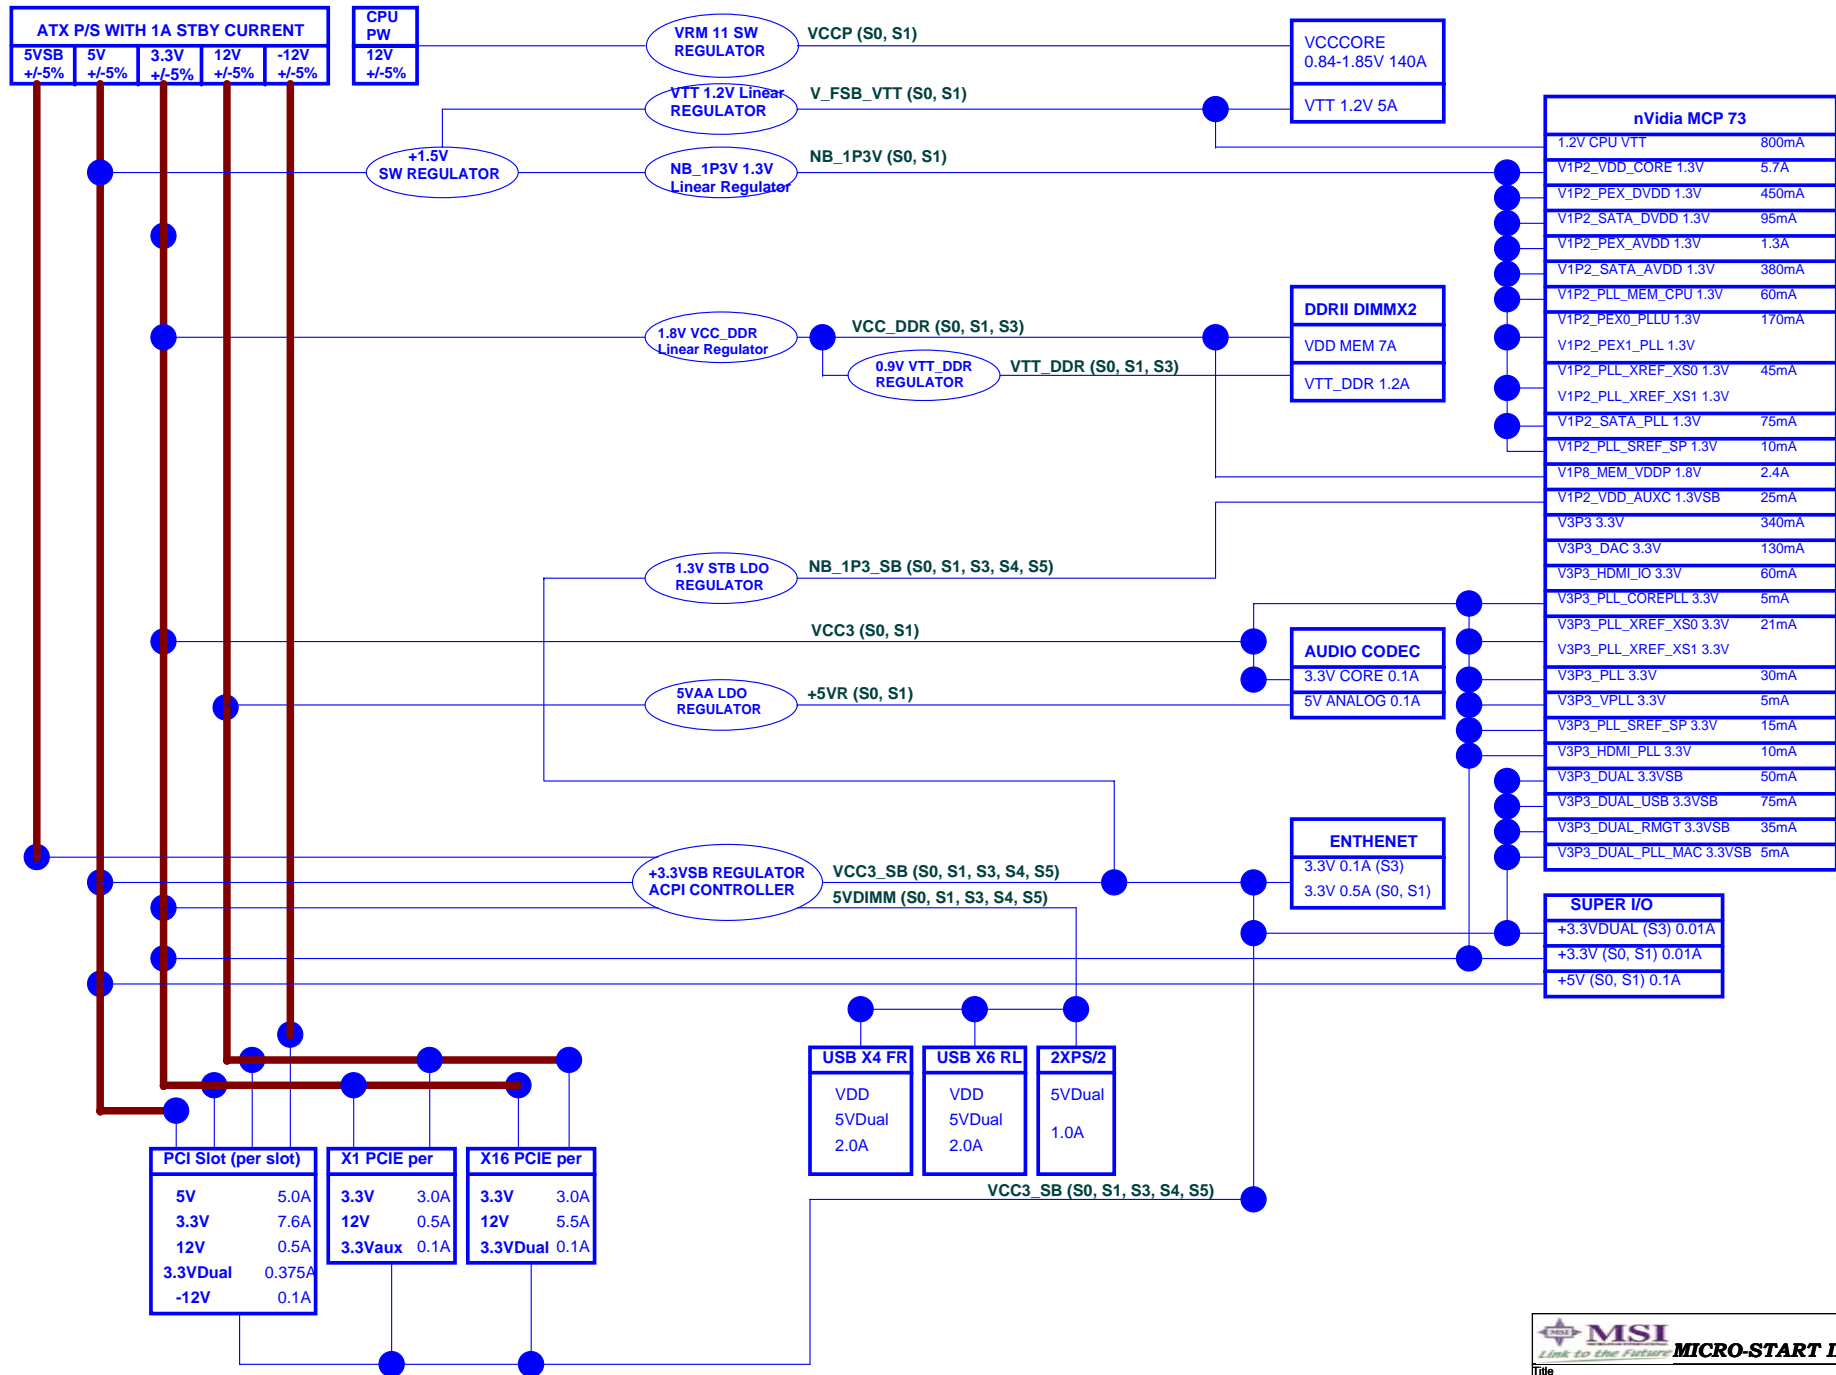 ATX P/S WITH 1A STBY CURRENT
5VSB +/-5%
5V +/-5%
3.3V +/-5%
12V +/-5%
-12V +/-5%
CPU PW
12V +/-5%
VRM 11 SW REGULATOR
VCCP (S0, S1)
VCCCORE
0.84-1.85V 140A
VTT 1.2V 5A
VTT 1.2V Linear REGULATOR
V_FSB_VTT (S0, S1)
+1.5V SW REGULATOR
NB_1P3V 1.3V Linear Regulator
NB_1P3V (S0, S1)
1.8V VCC_DDR Linear Regulator
VCC_DDR (S0, S1, S3)
0.9V VTT_DDR REGULATOR
VTT_DDR (S0, S1, S3)
DDRII DIMMX2
VDD MEM 7A
VTT_DDR 1.2A
1.3V STB LDO REGULATOR
NB_1P3_SB (S0, S1, S3, S4, S5)
VCC3 (S0, S1)
5VAA LDO REGULATOR
+5VR (S0, S1)
AUDIO CODEC
3.3V CORE 0.1A
5V ANALOG 0.1A
+3.3VSB REGULATOR
ACPI CONTROLLER
VCC3_SB (S0, S1, S3, S4, S5)
5VDIMM (S0, S1, S3, S4, S5)
ENTHENET
3.3V 0.1A (S3)
3.3V 0.5A (S0, S1)
nVidia MCP 73
1.2V CPU VTT 800mA
V1P2_VDD_CORE 1.3V 5.7A
V1P2_PEX_DVDD 1.3V 450mA
V1P2_SATA_DVDD 1.3V 95mA
V1P2_PEX_AVDD 1.3V 1.3A
V1P2_SATA_AVDD 1.3V 380mA
V1P2_PLL_MEM_CPU 1.3V 60mA
V1P2_PEX0_PLLU 1.3V 170mA
V1P2_PEX1_PLL 1.3V
V1P2_PLL_XREF_XS0 1.3V 45mA
V1P2_PLL_XREF_XS1 1.3V
V1P2_SATA_PLL 1.3V 75mA
V1P2_PLL_SREF_SP 1.3V 10mA
V1P8_MEM_VDDP 1.8V 2.4A
V1P2_VDD_AUXC 1.3VSB 25mA
V3P3 3.3V 340mA
V3P3_DAC 3.3V 130mA
V3P3_HDMI_IO 3.3V 60mA
V3P3_PLL_COREPLL 3.3V 5mA
V3P3_PLL_XREF_XS0 3.3V 21mA
V3P3_PLL_XREF_XS1 3.3V
V3P3_PLL 3.3V 30mA
V3P3_VPLL 3.3V 5mA
V3P3_PLL_SREF_SP 3.3V 15mA
V3P3_HDMI_PLL 3.3V 10mA
V3P3_DUAL 3.3VSB 50mA
V3P3_DUAL_USB 3.3VSB 75mA
V3P3_DUAL_RMGT 3.3VSB 35mA
V3P3_DUAL_PLL_MAC 3.3VSB 5mA
SUPER I/O
+3.3VDUAL (S3) 0.01A
+3.3V (S0, S1) 0.01A
+5V (S0, S1) 0.1A
USB X4 FR
VDD
5VDual
2.0A
USB X6 RL
VDD
5VDual
2.0A
2XPS/2
5VDual
1.0A
PCI Slot (per slot)
5V 5.0A
3.3V 7.6A
12V 0.5A
3.3VDual 0.375A
-12V 0.1A
X1 PCIE per
3.3V 3.0A
12V 0.5A
3.3Vaux 0.1A
X16 PCIE per
3.3V 3.0A
12V 5.5A
3.3VDual 0.1A
VCC3_SB (S0, S1, S3, S4, S5)
MSI
MSI
Link to the Future
MICRO-START
Title